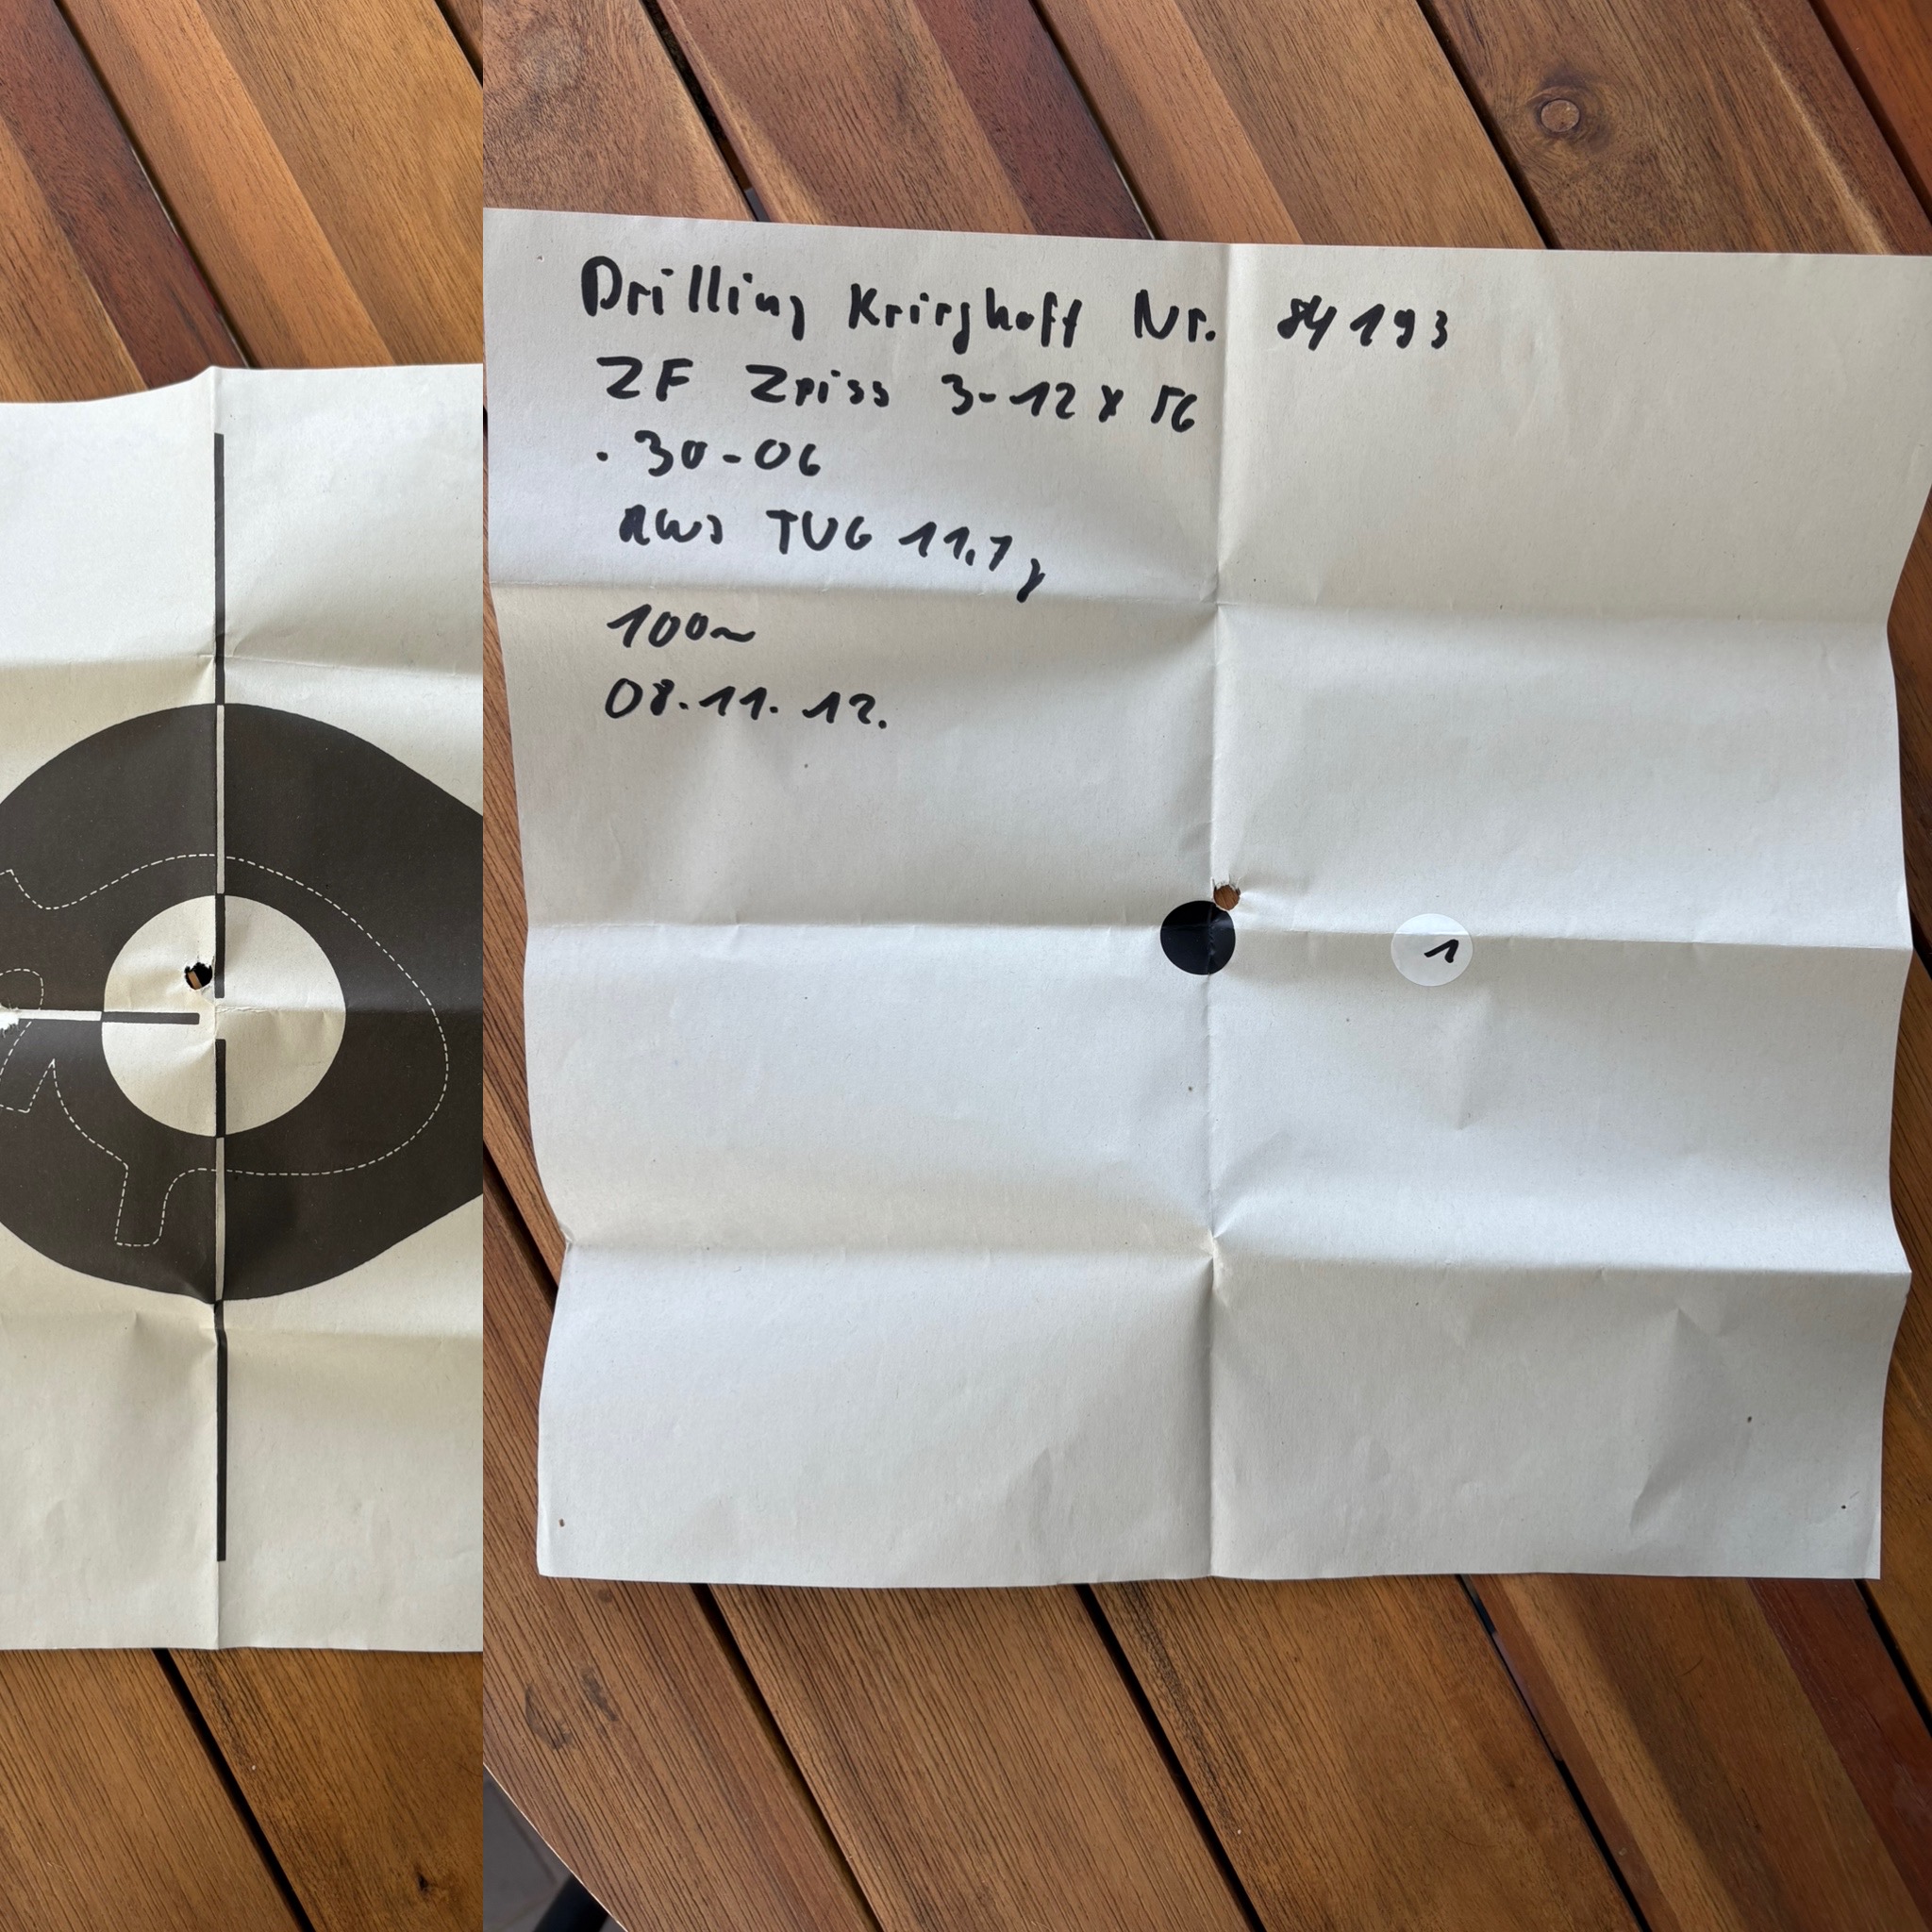 Drilling Krieghoff Nr. 84193
ZF Zeiss 3-12 x 56
.30-06
RWS TUG 11,7g
100m
08.11.12.
1